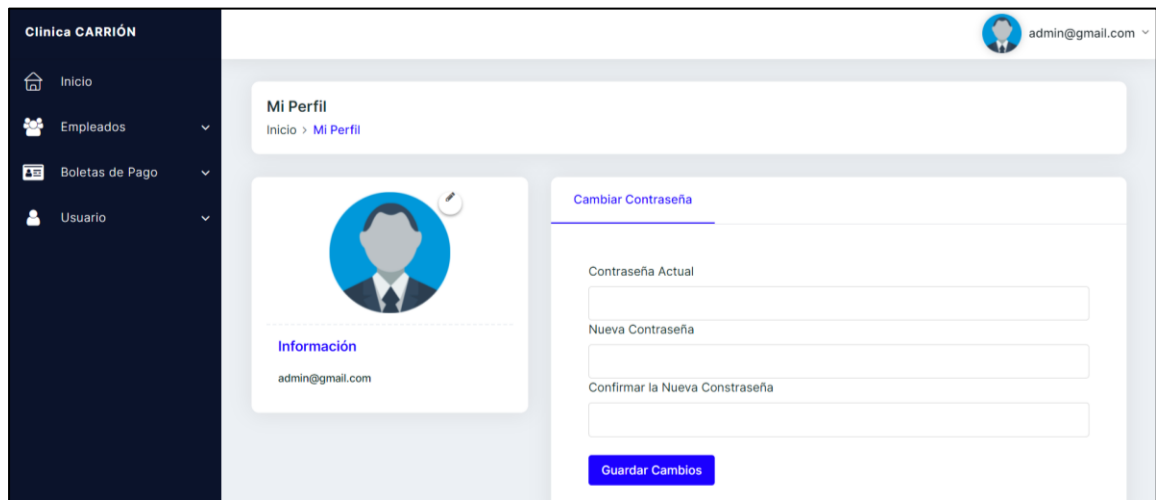 Clinica CARRIÓN
admin@gmail.com
Inicio
Empleados
Boletas de Pago
Usuario
Mi Perfil
Inicio > Mi Perfil
Información
admin@gmail.com
Cambiar Contraseña
Contraseña Actual
Nueva Contraseña
Confirmar la Nueva Constraseña
Guardar Cambios